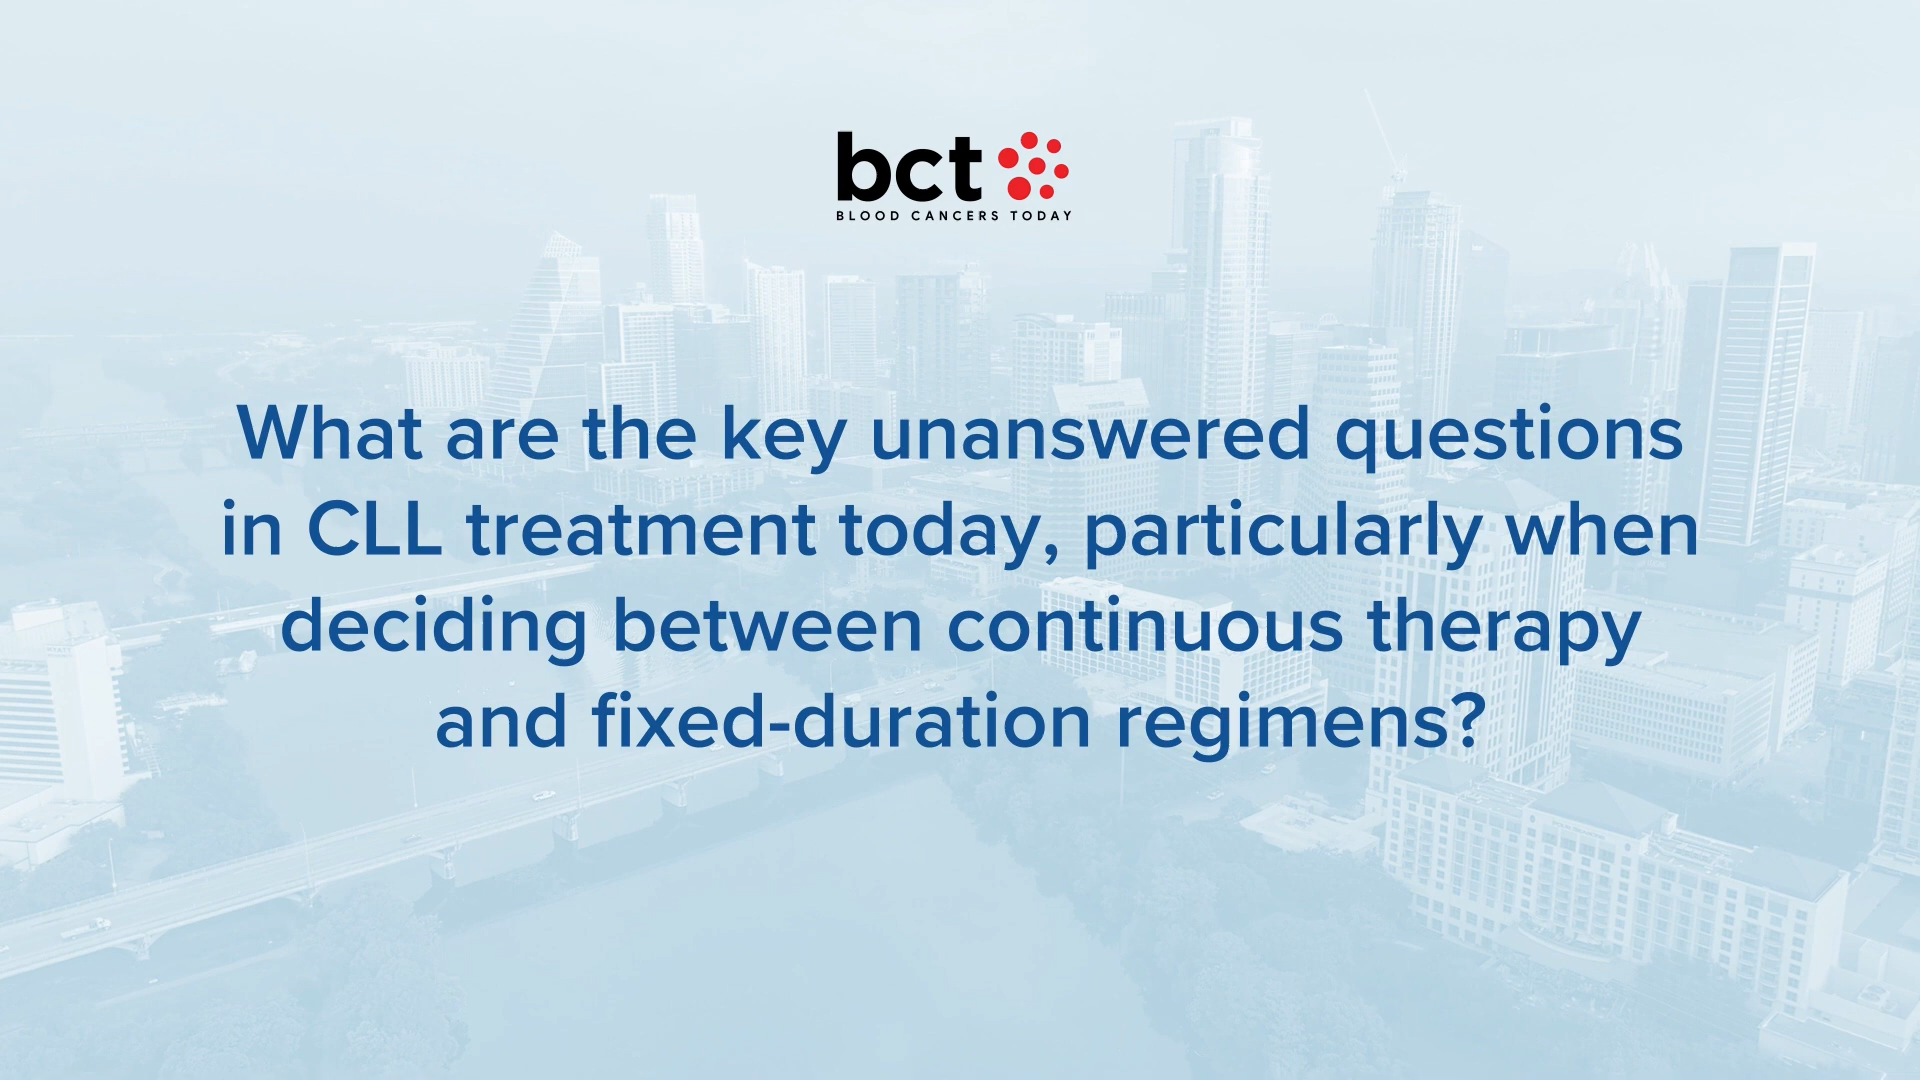 bct
BLOOD CANCERS TODAY
What are the key unanswered questions
in CLL treatment today, particularly when
deciding between continuous therapy
and fixed-duration regimens?